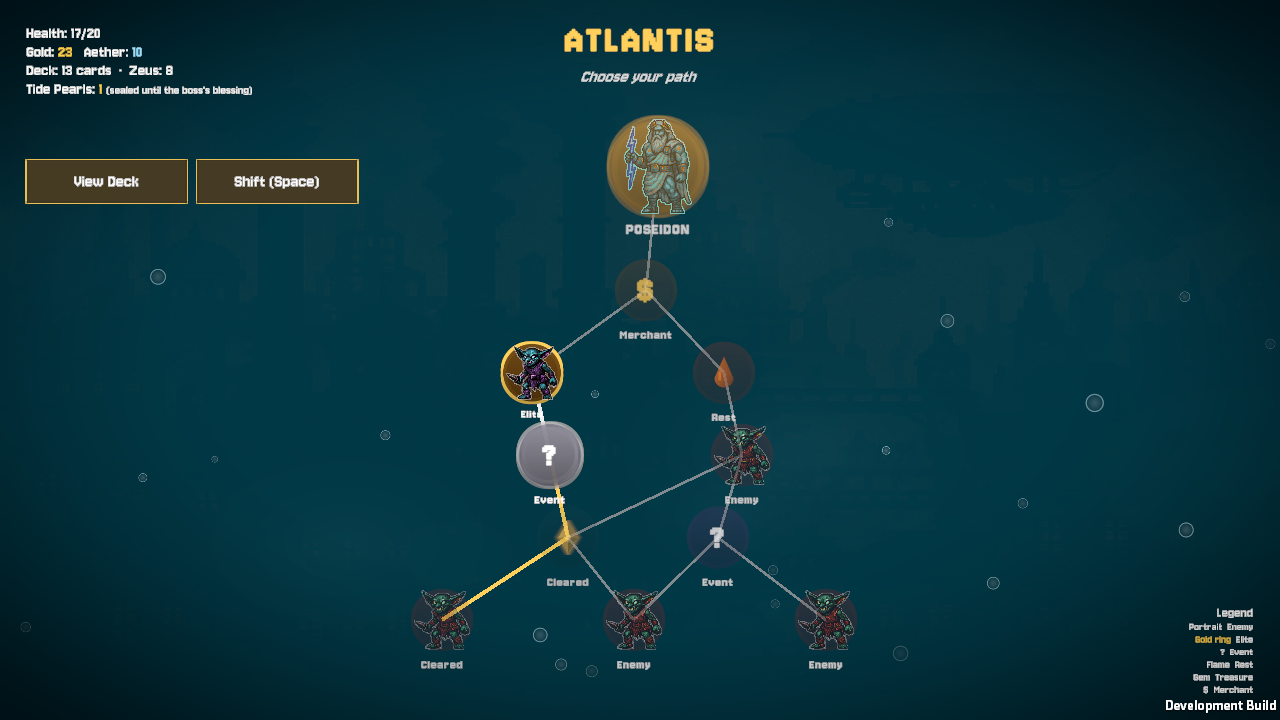 Health: 17/20
Gold: 23 Aether: 10
Deck: 13 cards · Zeus: 8
Tide Pearls: 1 (sealed until the boss's blessing)
ATLANTIS
Choose your path
View Deck
Shift (Space)
POSEIDON
$
Merchant
Elite
Rest
?
Event
Enemy
?
Cleared
Event
Cleared
Enemy
Enemy
Legend
Portrait Enemy
Gold ring Elite
? Event
Flame Rest
Gem Treasure
$ Merchant
Development Build